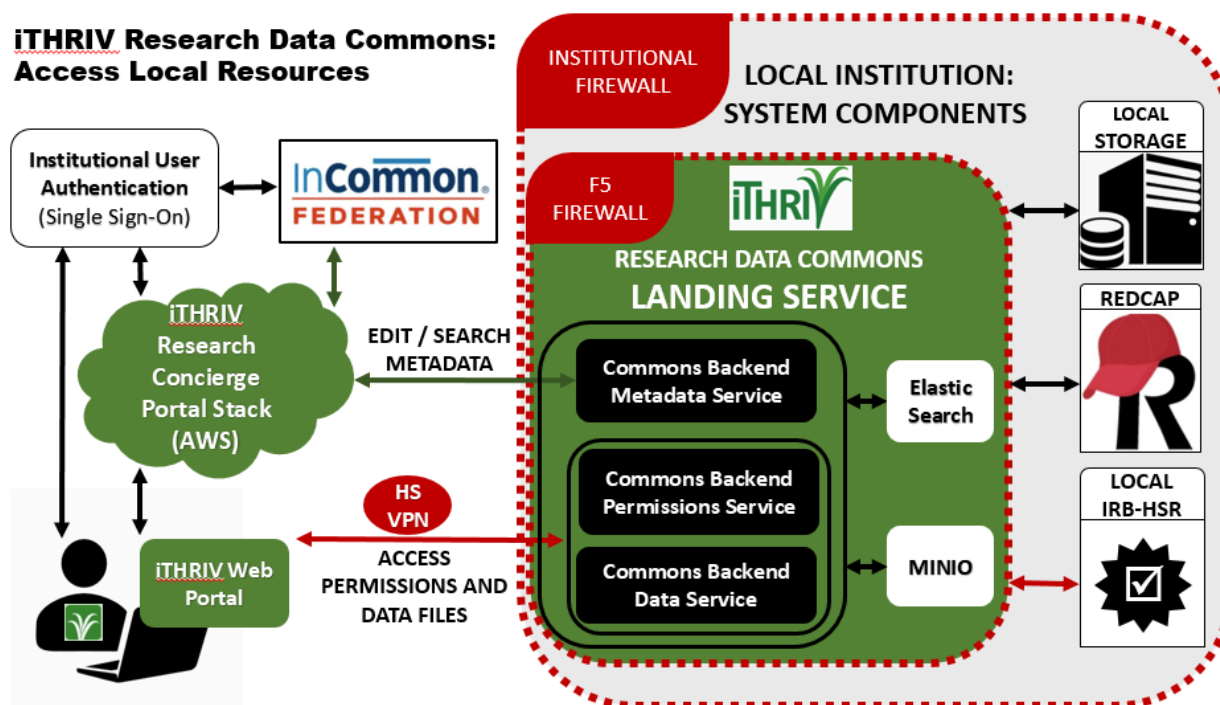 iTHRIV Research Data Commons:
Access Local Resources
INSTITUTIONAL
FIREWALL
LOCAL INSTITUTION:
SYSTEM COMPONENTS
Institutional User
Authentication
(Single Sign-On)
InCommon®
FEDERATION
F5
FIREWALL
iTHRIV
RESEARCH DATA COMMONS
LANDING SERVICE
LOCAL
STORAGE
iTHRIV
Research
Concierge
Portal Stack
(AWS)
EDIT / SEARCH
METADATA
Commons Backend
Metadata Service
Elastic
Search
REDCAP
R
Commons Backend
Permissions Service
HS
VPN
ACCESS
PERMISSIONS AND
DATA FILES
iTHRIV Web
Portal
Commons Backend
Data Service
MINIO
LOCAL
IRB-HSR